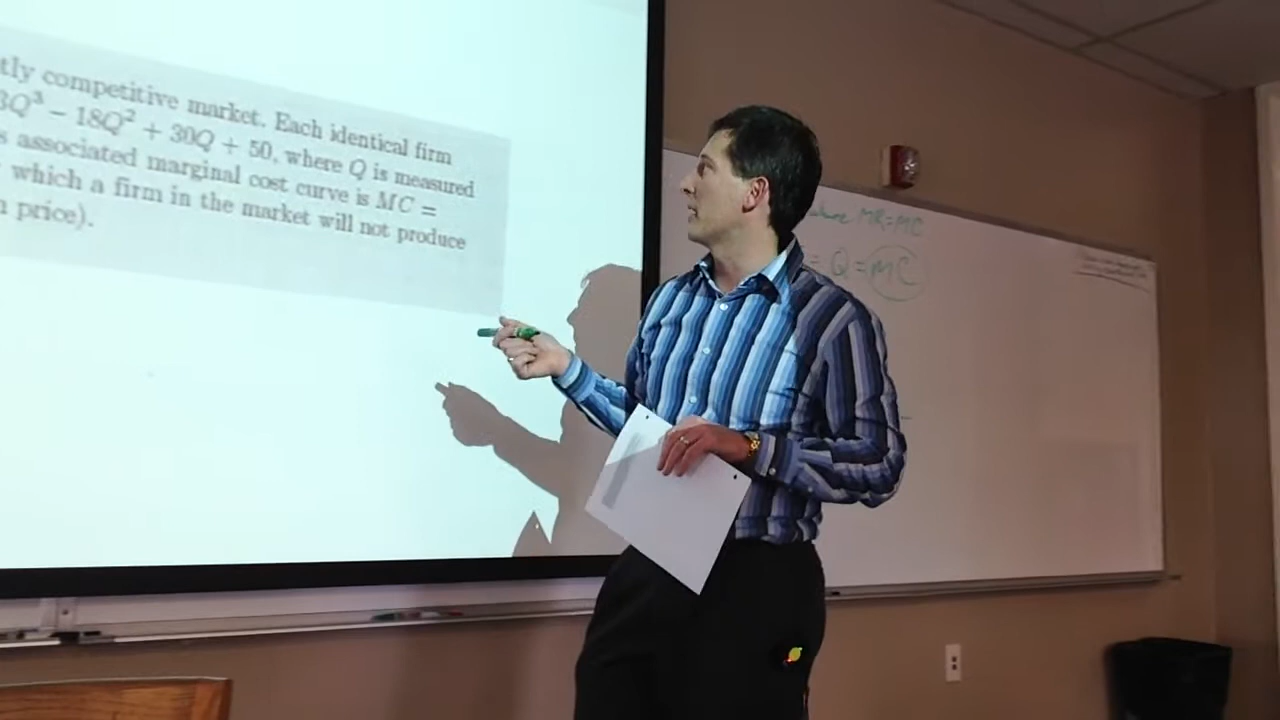 tly competitive market. Each identical firm
3Q³ − 18Q² + 30Q + 50, where Q is measured
s associated marginal cost curve is MC =
which a firm in the market will not produce
n price).
where MR=MC
= Q = MC